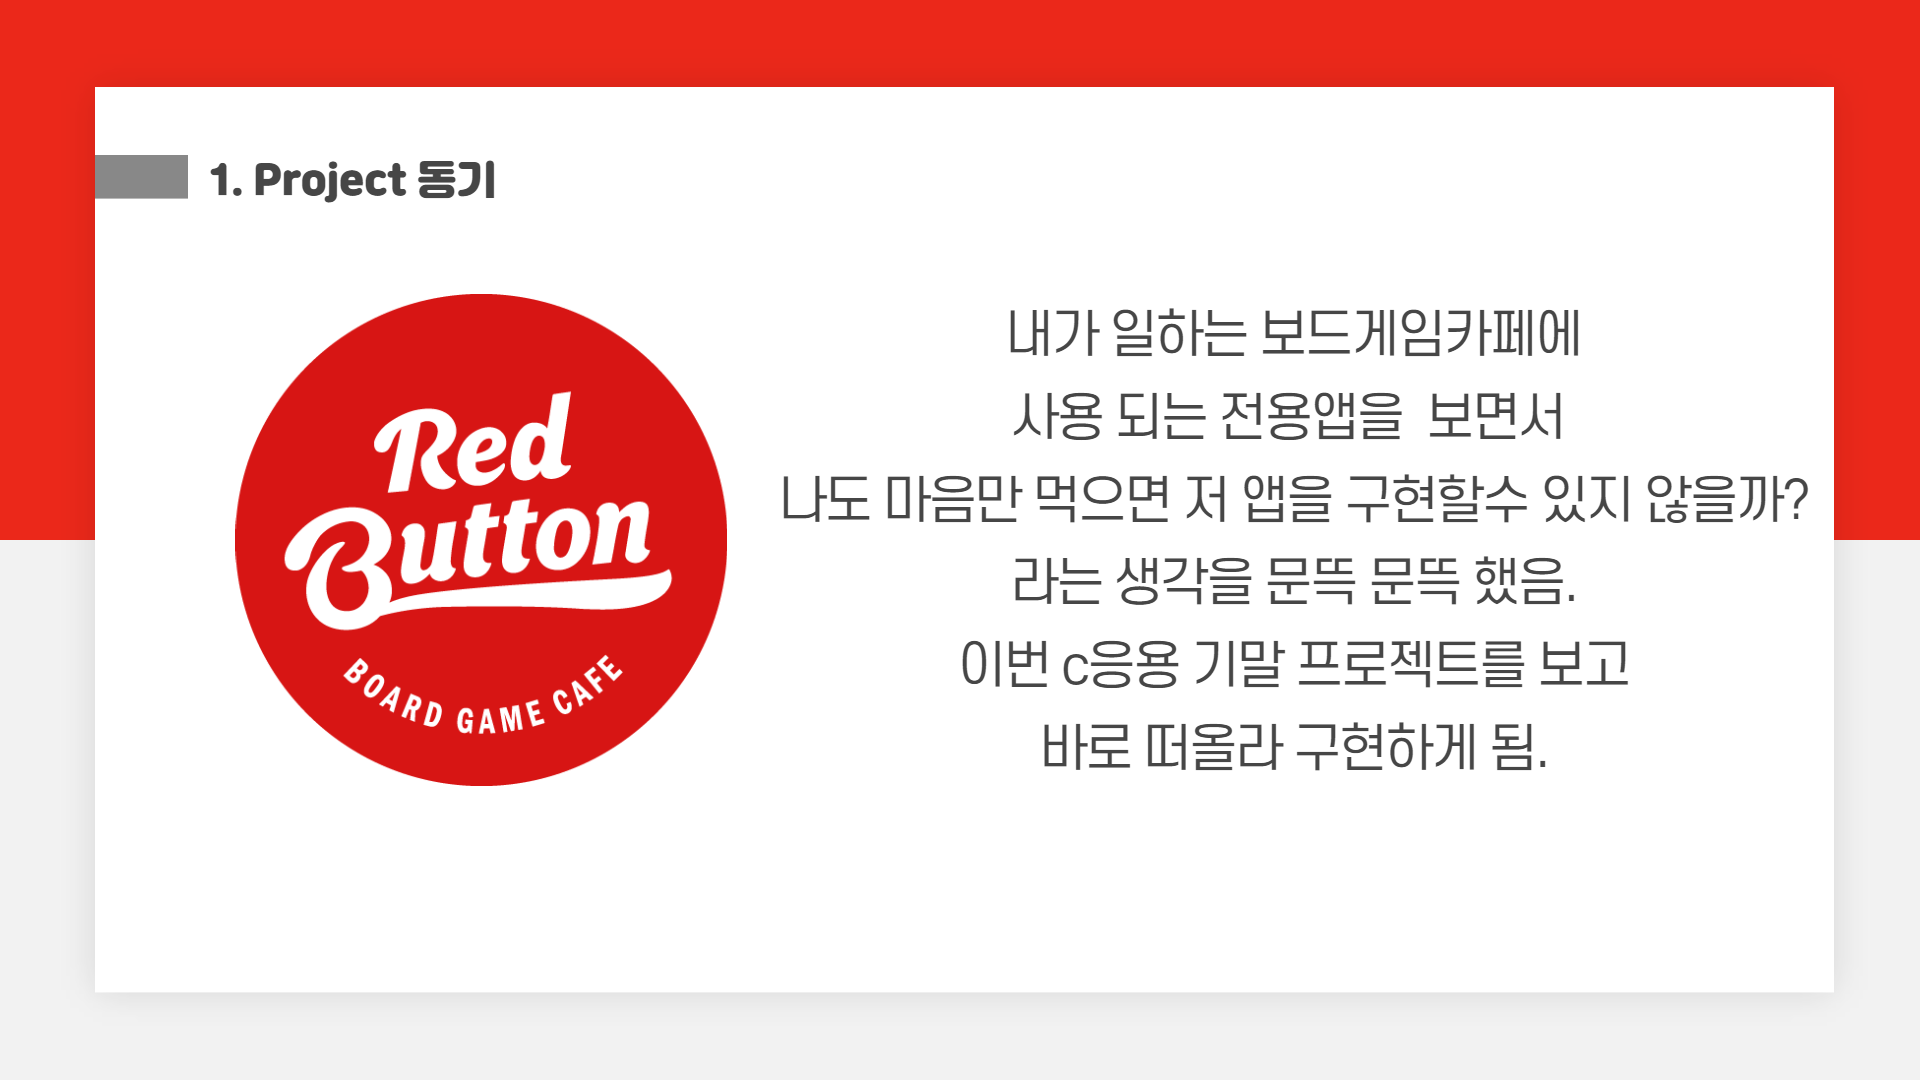 1. Project 동기
Red
Button
BOARD GAME CAFE
내가 일하는 보드게임카페에
사용 되는 전용앱을  보면서
나도 마음만 먹으면 저 앱을 구현할수 있지 않을까?
라는 생각을 문뜩 문뜩 했음.
이번 c응용 기말 프로젝트를 보고
바로 떠올라 구현하게 됨.